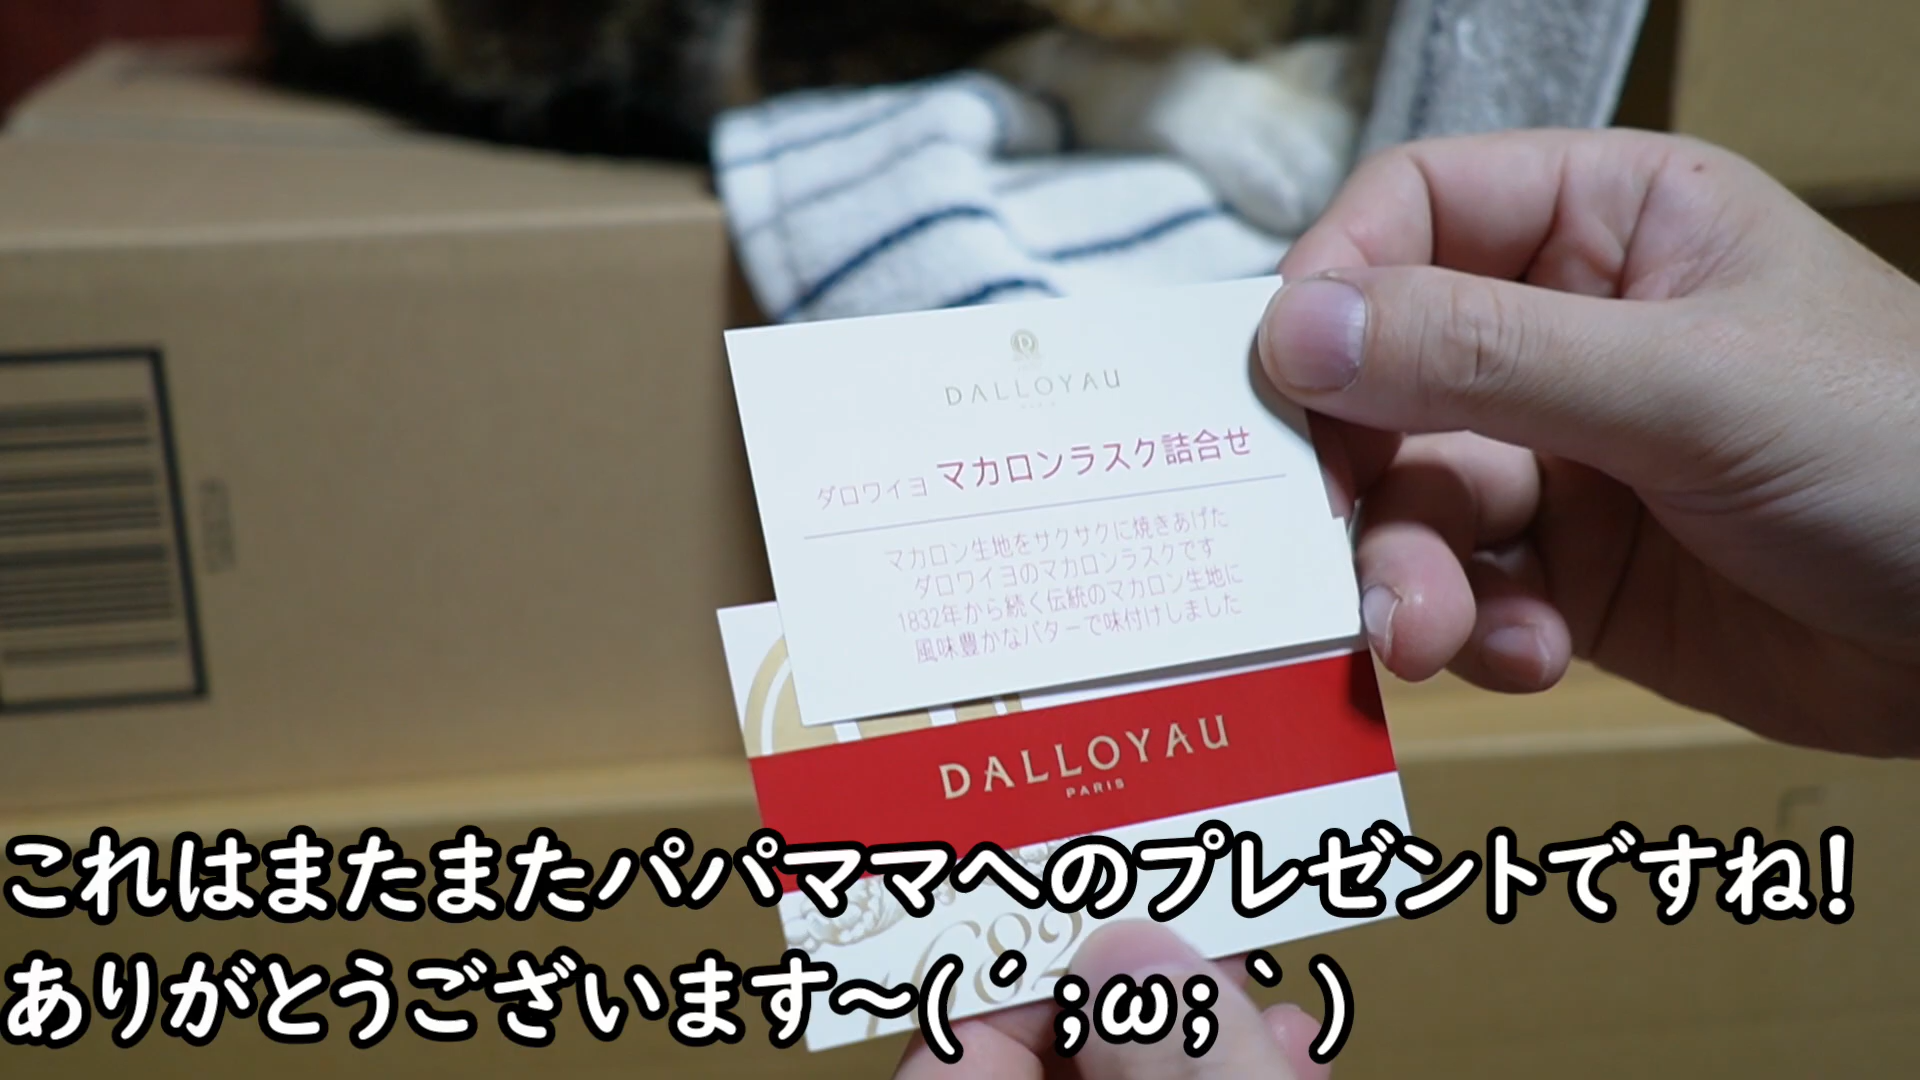 DALLOYAU
PARIS
ダロワイヨ マカロンラスク詰合せ
マカロン生地をサクサクに焼きあげた
ダロワイヨのマカロンラスクです
1832年から続く伝統のマカロン生地に
風味豊かなバターで味付けしました
DALLOYAU
PARIS
1682
これはまたまたパパママへのプレゼントですね!
ありがとうございます～(´;ω;｀)